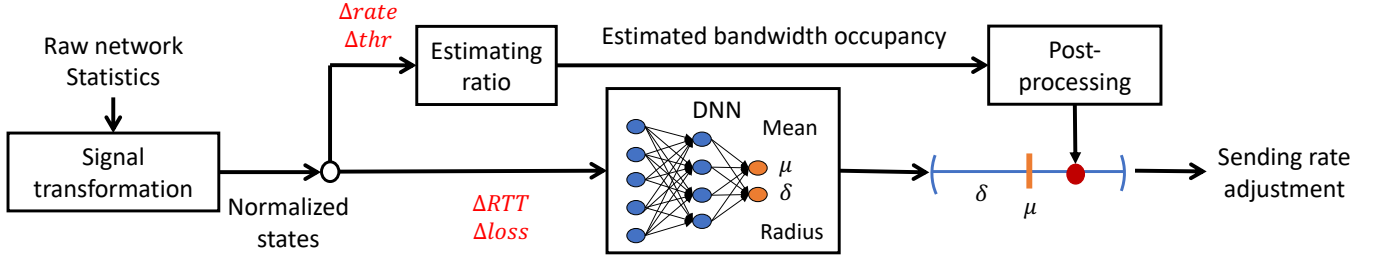 Raw network
Statistics
Signal
transformation
Normalized
states
Δrate
Δthr
Estimating
ratio
Estimated bandwidth occupancy
Post-
processing
ΔRTT
Δloss
DNN
Mean
μ
δ
Radius
δ
μ
Sending rate
adjustment